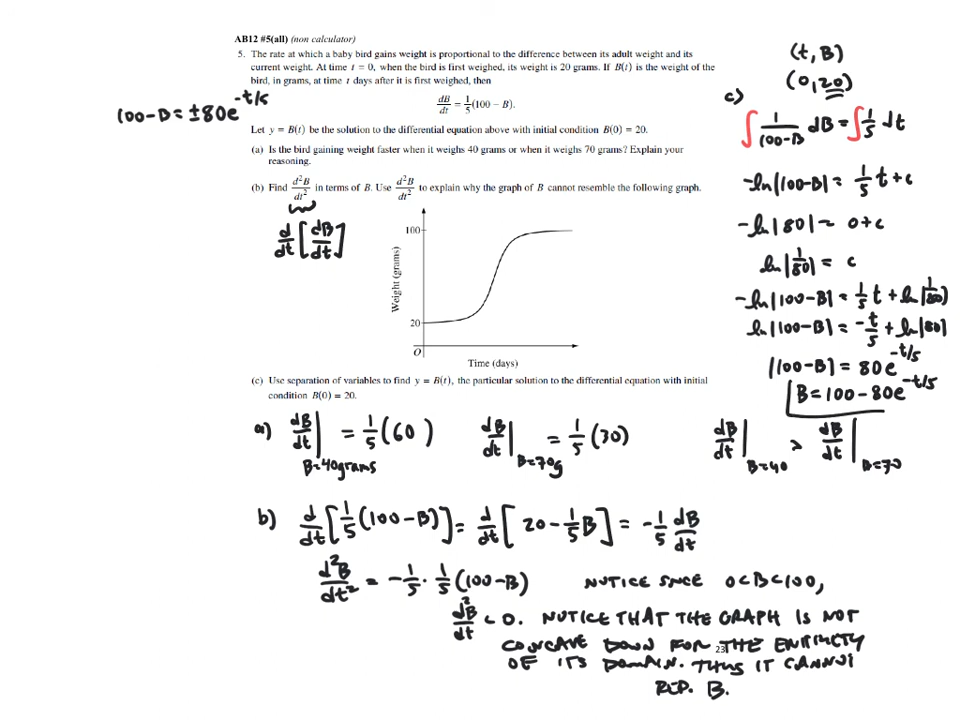 AB12 #5(all) (non calculator)
5. The rate at which a baby bird gains weight is proportional to the difference between its adult weight and its
current weight. At time t = 0, when the bird is first weighed, its weight is 20 grams. If B(t) is the weight of the
bird, in grams, at time t days after it is first weighed, then
dB/dt = 1/5(100 − B).
Let y = B(t) be the solution to the differential equation above with initial condition B(0) = 20.
(a) Is the bird gaining weight faster when it weighs 40 grams or when it weighs 70 grams? Explain your
reasoning.
(b) Find d²B/dt² in terms of B. Use d²B/dt² to explain why the graph of B cannot resemble the following graph.
d/dt [dB/dt]
100
Weight (grams)
20
O
Time (days)
(c) Use separation of variables to find y = B(t), the particular solution to the differential equation with initial
condition B(0) = 20.
100-B = ±80e^-t/5
(t, B)
(0,20)
c)
∫ 1/(100-B) dB = ∫ 1/5 dt
-ln|100-B| = 1/5 t + c
-ln|80| = 0 + c
ln|1/80| = c
-ln|100-B| = 1/5 t + ln|1/80|
ln|100-B| = -t/5 + ln|80|
|100-B| = 80e^-t/5
B = 100-80e^-t/5
a) dB/dt | B=40grams = 1/5(60) dB/dt | B=70g = 1/5(30) dB/dt | B=40 > dB/dt | B=70
b) d/dt [1/5(100-B)] = d/dt [20-1/5B] = -1/5 dB/dt
d²B/dt² = -1/5 · 1/5(100-B) NOTICE SINCE 0<B<100,
d²B/dt < 0. NOTICE THAT THE GRAPH IS NOT
CONCAVE DOWN FOR THE ENTIRETY
23
OF ITS DOMAIN. THUS IT CANNOT
REP. B.